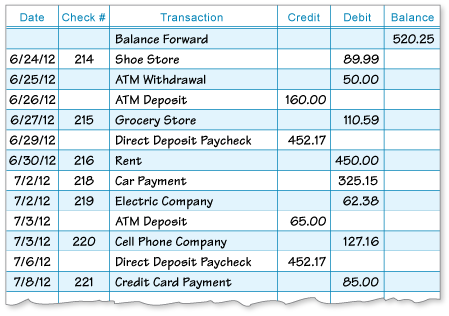 Date Check # Transaction Credit Debit Balance
Balance Forward 520.25
6/24/12 214 Shoe Store 89.99
6/25/12 ATM Withdrawal 50.00
6/26/12 ATM Deposit 160.00
6/27/12 215 Grocery Store 110.59
6/29/12 Direct Deposit Paycheck 452.17
6/30/12 216 Rent 450.00
7/2/12 218 Car Payment 325.15
7/2/12 219 Electric Company 62.38
7/3/12 ATM Deposit 65.00
7/3/12 220 Cell Phone Company 127.16
7/6/12 Direct Deposit Paycheck 452.17
7/8/12 221 Credit Card Payment 85.00